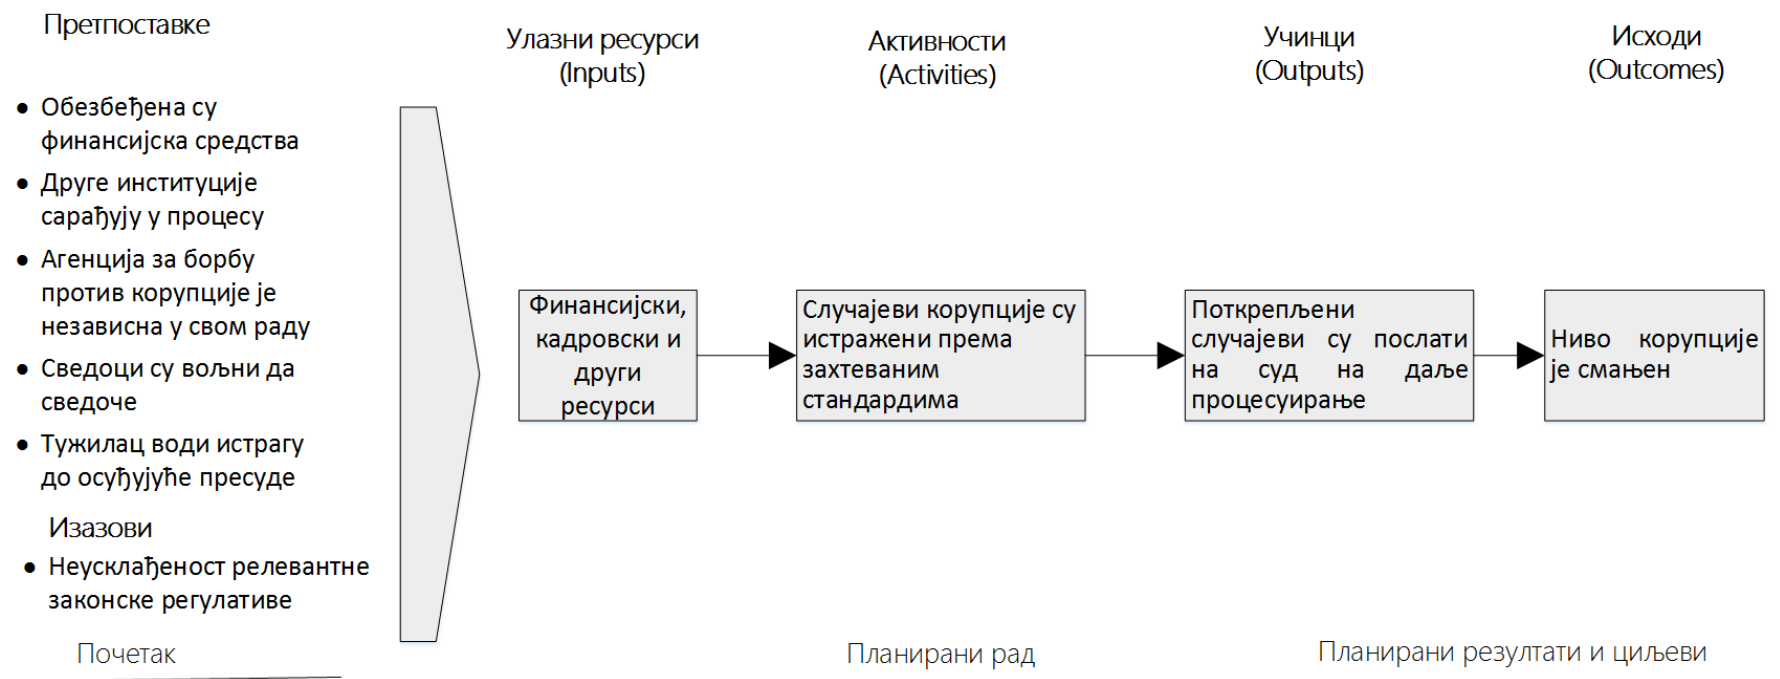 Претпоставке
• Обезбеђена су
финансијска средства
• Друге институције
сарађују у процесу
• Агенција за борбу
против корупције је
независна у свом раду
• Сведоци су вољни да
сведоче
• Тужилац води истрагу
до осуђујуће пресуде
Изазови
• Неусклађеност релевантне
законске регулативе
Почетак
Улазни ресурси
(Inputs)
Финансијски,
кадровски и
други
ресурси
Активности
(Activities)
Случајеви корупције су
истражени према
захтеваним
стандардима
Планирани рад
Учинци
(Outputs)
Поткрепљени
случајеви су послати
на суд на даље
процесуирање
Исходи
(Outcomes)
Ниво корупције
је смањен
Планирани резултати и циљеви